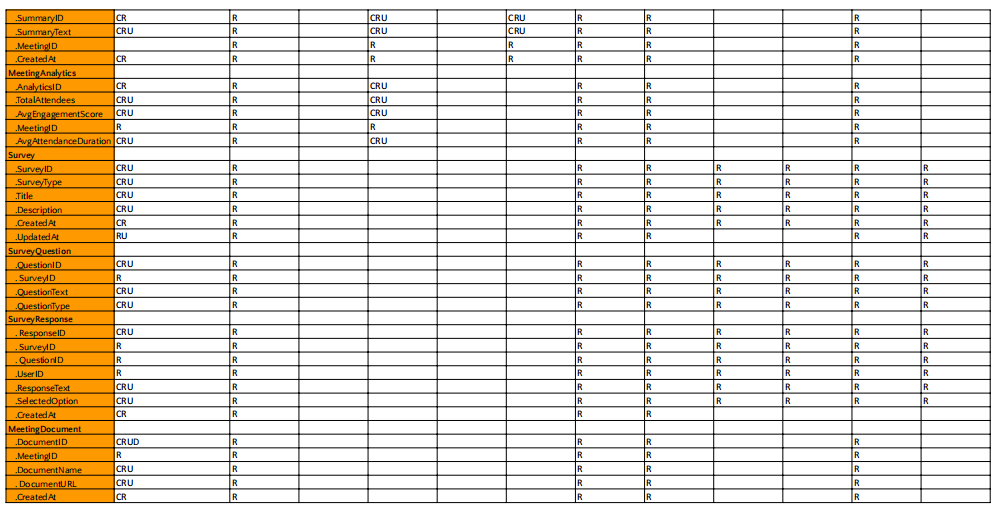 .SummaryID CR R CRU CRU R R R
.SummaryText CRU R CRU CRU R R R
.MeetingID R R R R R R
.CreatedAt CR R R R R R R
MeetingAnalytics
.AnalyticsID CR R CRU R R R
.TotalAttendees CRU R CRU R R R
.AvgEngagementScore CRU R CRU R R R
.MeetingID R R R R R R
.AvgAttendanceDuration CRU R CRU R R R
Survey
.SurveyID CRU R R R R R R R
.SurveyType CRU R R R R R R R
.Title CRU R R R R R R R
.Description CRU R R R R R R R
.CreatedAt CR R R R R R R R
.UpdatedAt RU R R R R R
SurveyQuestion
.QuestionID CRU R R R R R R R
. SurveyID R R R R R R R R
.QuestionText CRU R R R R R R R
.QuestionType CRU R R R R R R R
SurveyResponse
. ResponseID CRU R R R R R R R
. SurveyID R R R R R R R R
. QuestionID R R R R R R R R
.UserID R R R R R R R R
.ResponseText CRU R R R R R R R
.SelectedOption CRU R R R R R R R
.CreatedAt CR R R R
MeetingDocument
.DocumentID CRUD R R R R
.MeetingID R R R R R
.DocumentName CRU R R R R
. DocumentURL CRU R R R R
.CreatedAt CR R R R R